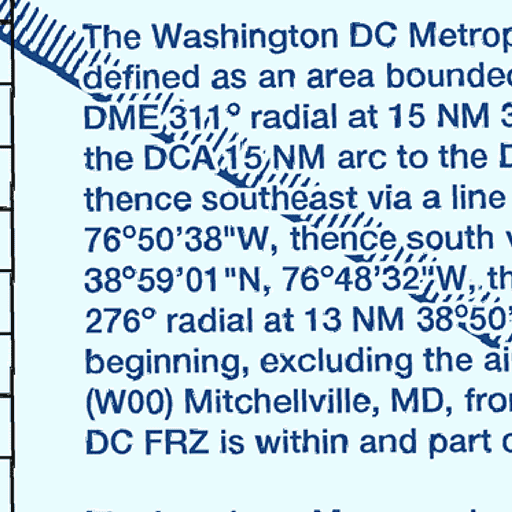 The Washington DC Metrop
defined as an area bounded
DME 311° radial at 15 NM 3
the DCA 15 NM arc to the D
thence southeast via a line
76°50'38"W, thence south v
38°59'01"N, 76°48'32"W, th
276° radial at 13 NM 38°50'
beginning, excluding the ai
(W00) Mitchellville, MD, fro
DC FRZ is within and part o